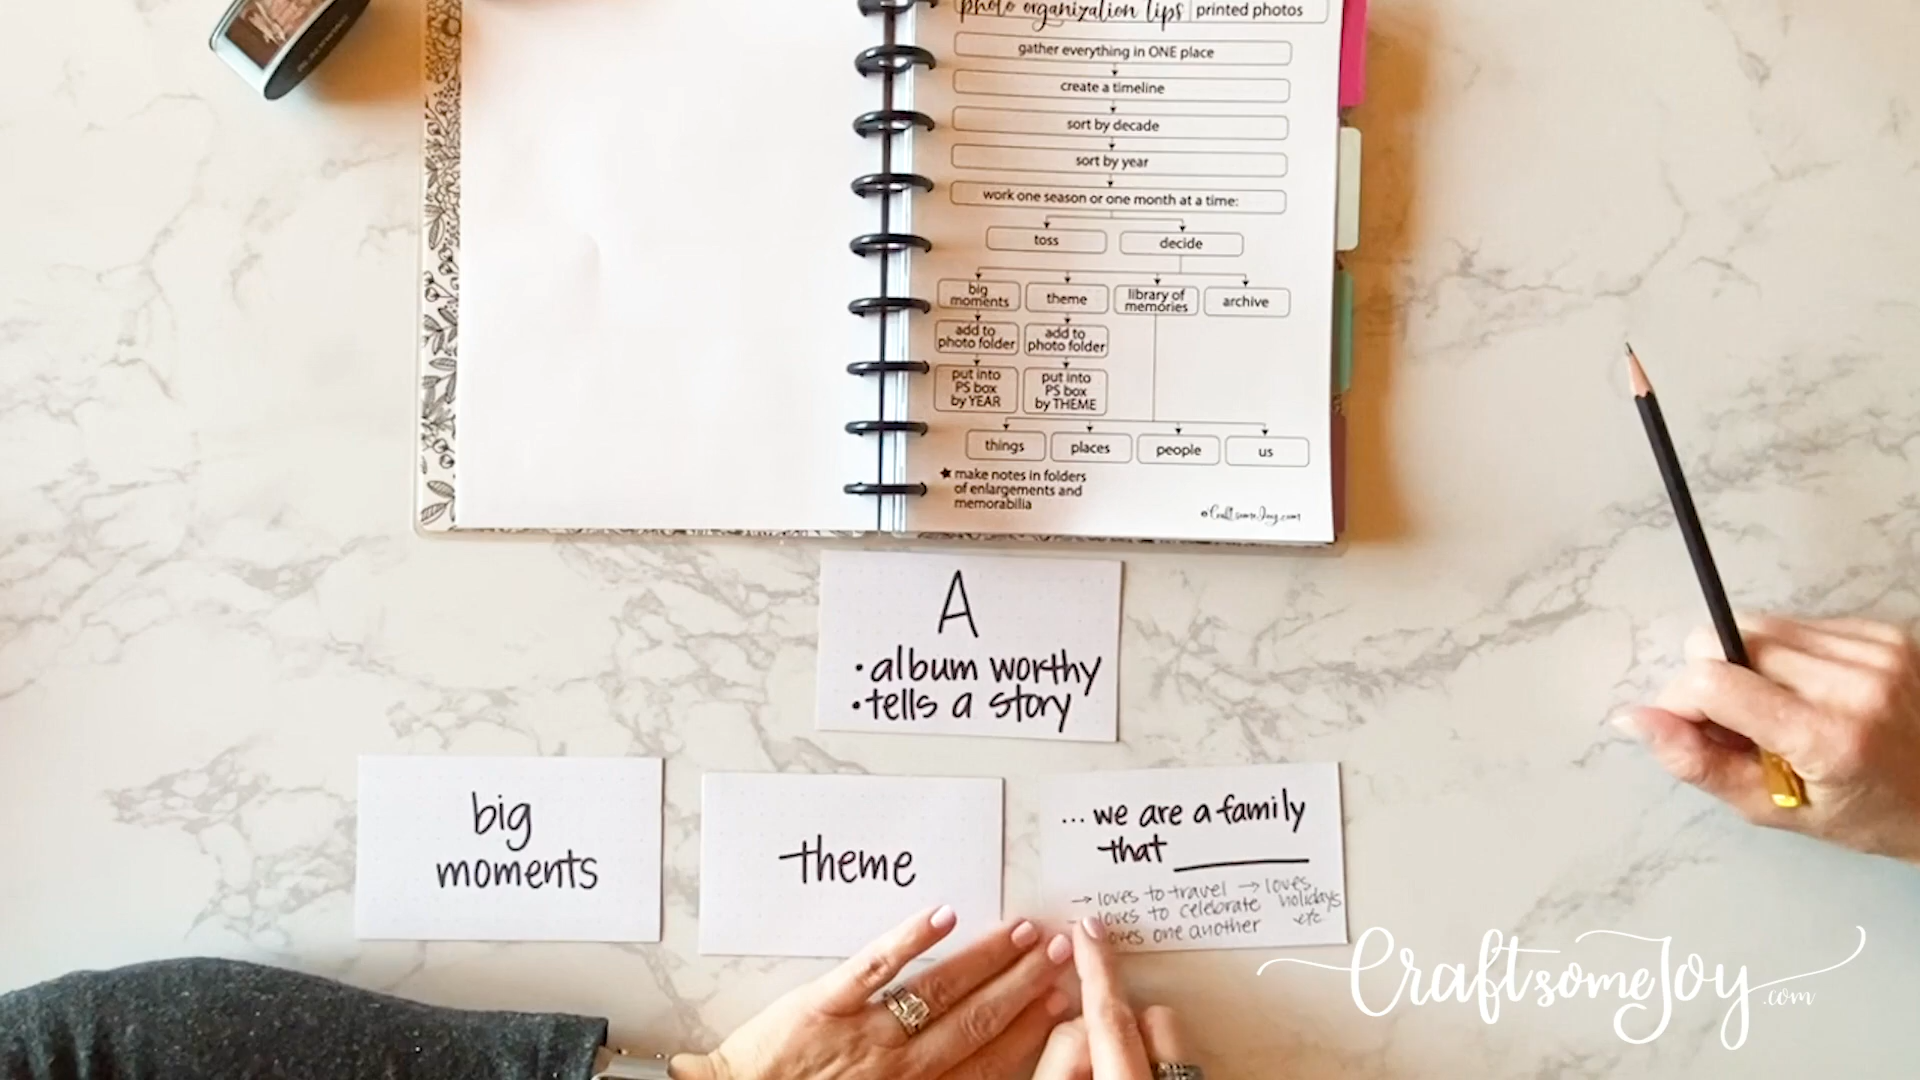 photo organization tips | printed photos
gather everything in ONE place
create a timeline
sort by decade
sort by year
work one season or one month at a time:
toss
decide
big
moments
theme
library of
memories
archive
add to
photo folder
add to
photo folder
put into
PS box
by YEAR
put into
PS box
by THEME
things
places
people
us
★ make notes in folders
of enlargements and
memorabilia
©CraftsomeJoy.com
A
• album worthy
• tells a story
big
moments
theme
... we are a family
that ________
→ loves to travel → loves
loves to celebrate holidays
loves one another etc
CraftsomeJoy.com